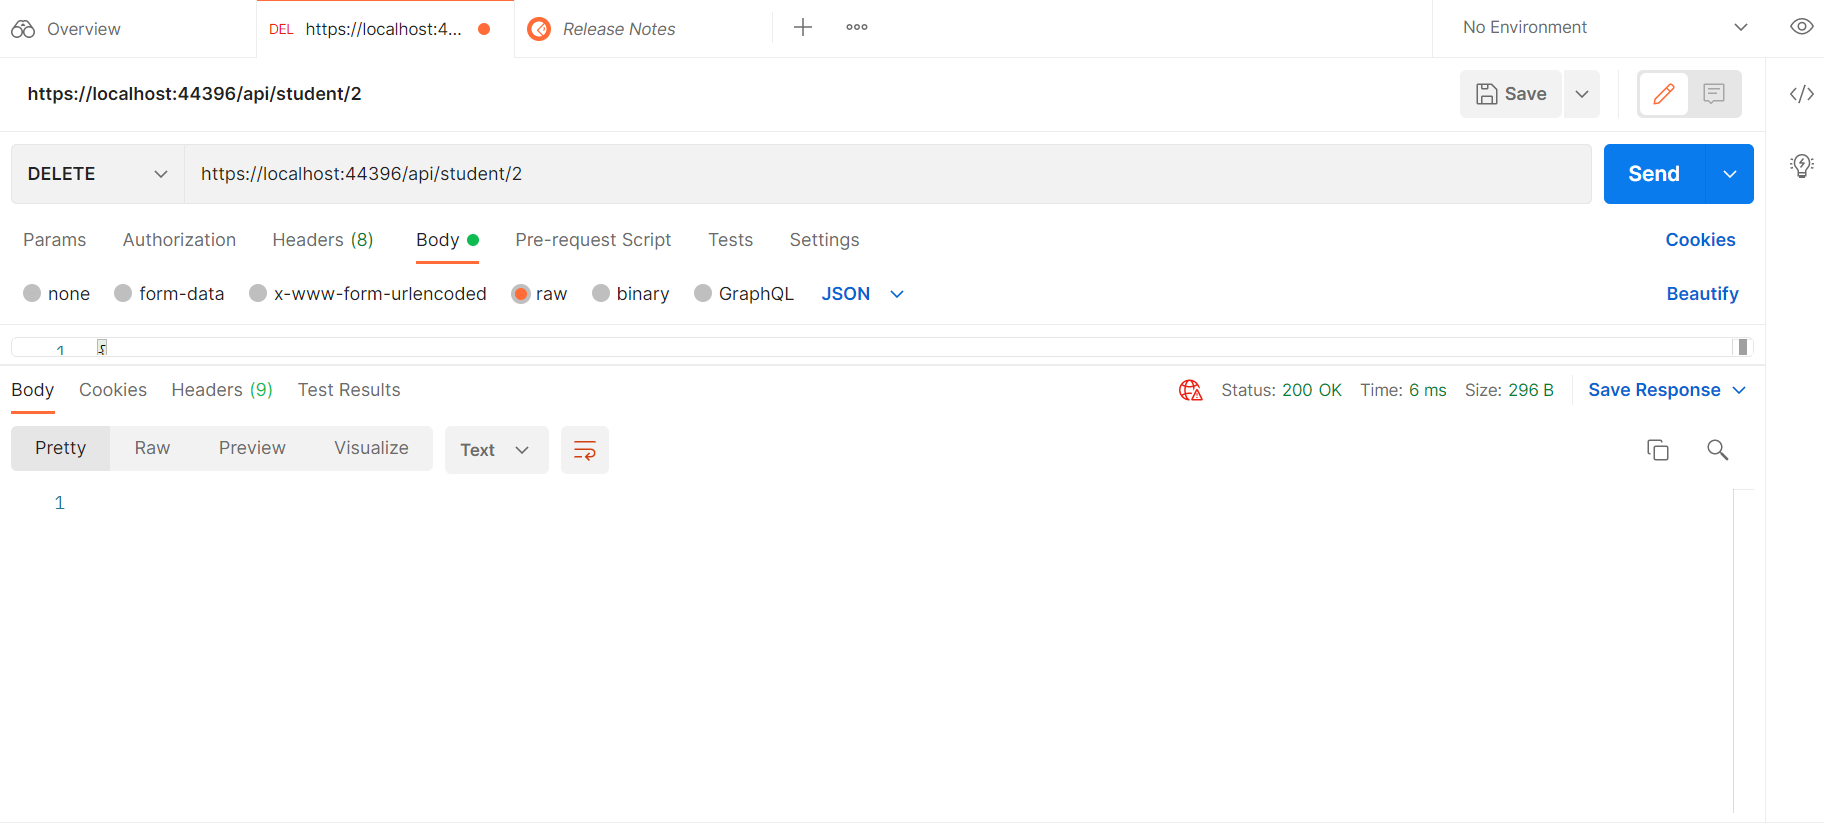 Overview
DEL https://localhost:4...
Release Notes
No Environment
https://localhost:44396/api/student/2
Save
DELETE
https://localhost:44396/api/student/2
Send
Params Authorization Headers (8) Body Pre-request Script Tests Settings Cookies
none form-data x-www-form-urlencoded raw binary GraphQL JSON Beautify
1 {
Body Cookies Headers (9) Test Results Status: 200 OK Time: 6 ms Size: 296 B Save Response
Pretty Raw Preview Visualize Text
1